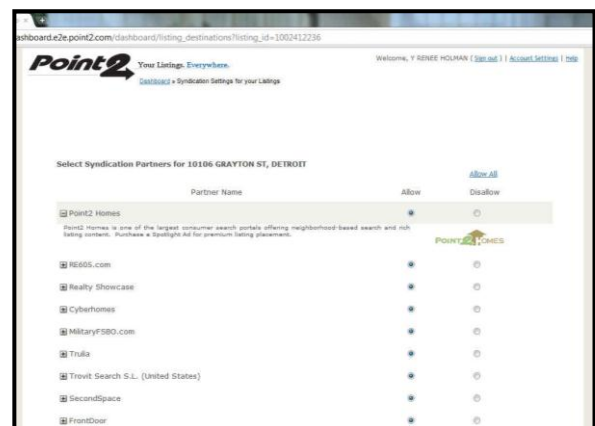 ashboard.e2e.point2.com/dashboard/listing_destinations?listing_id=1002412236
Point2 Your Listings. Everywhere.
Welcome, Y RENEE HOLMAN [ Sign out ] | Account Settings | Help
Dashboard » Syndication Settings for your Listings
Select Syndication Partners for 10106 GRAYTON ST, DETROIT
Allow All
Partner Name Allow Disallow
Point2 Homes
Point2 Homes is one of the largest consumer search portals offering neighborhood-based search and rich
listing content. Purchase a Spotlight Ad for premium listing placement.
POINT2 HOMES
RE60S.com
Realty Showcase
Cyberhomes
MilitaryFSBO.com
Trulia
Trovit Search S.L. (United States)
SecondSpace
FrontDoor